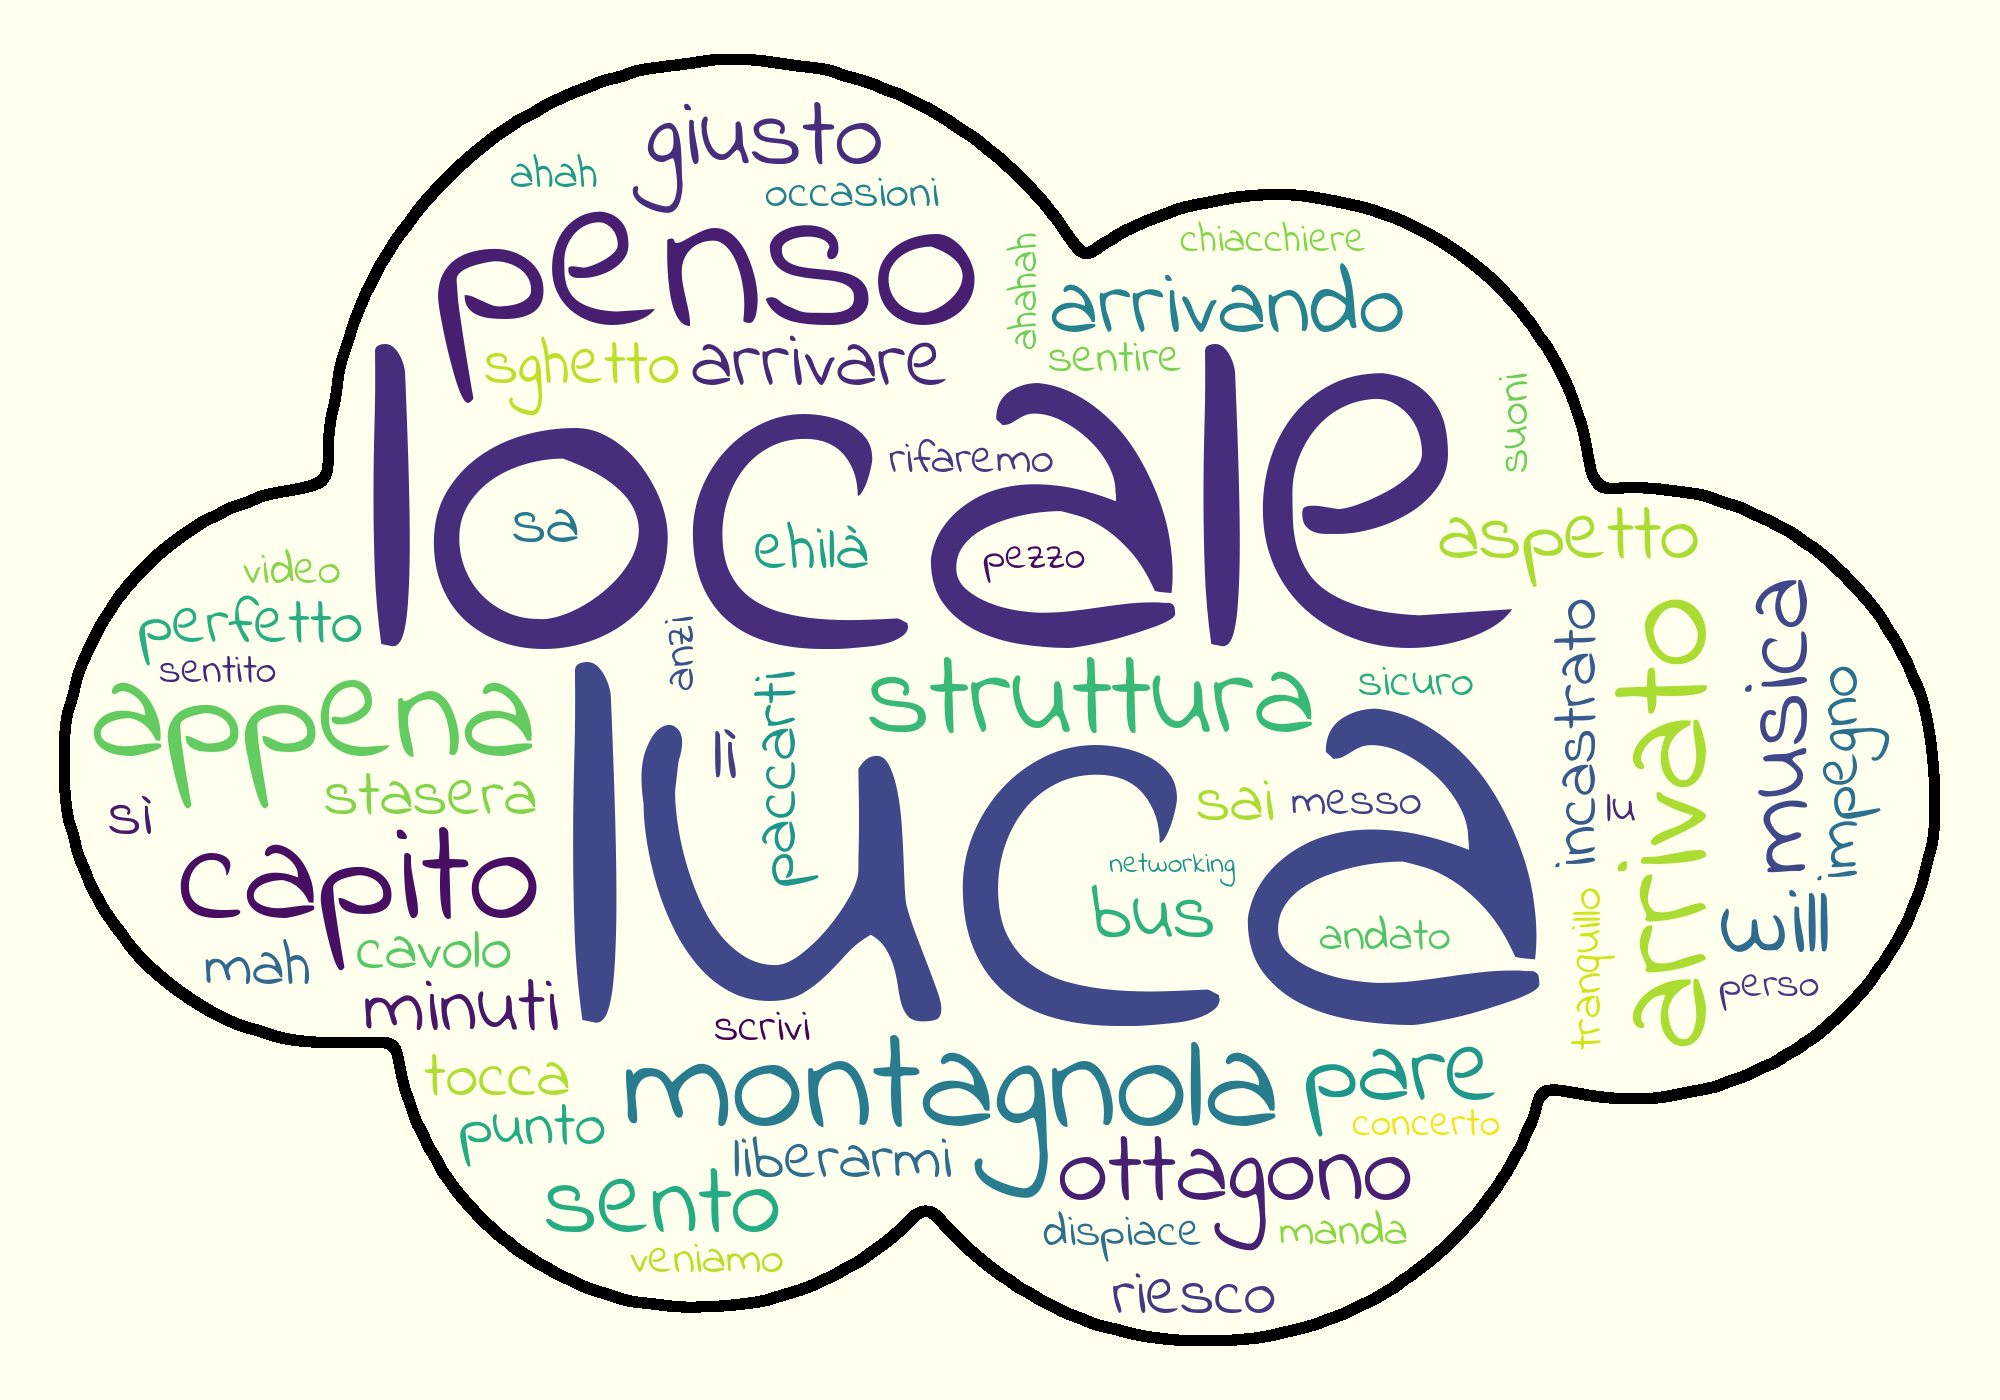 giusto
ahah
occasioni
penso
chiacchiere
ahahah
arrivando
sghetto
arrivare
sentire
locale
suoni
rifaremo
sa
ehilà
pezzo
aspetto
video
perfetto
sentito
anzi
paccarti
struttura
sicuro
incastrato
arrivato
musica
impegno
appena
luca
lì
stasera
sì
sai
messo
lu
capito
networking
bus
andato
tranquillo
will
perso
mah
cavolo
minuti
scrivi
tocca
montagnola
pare
punto
concerto
liberarmi
ottagono
sento
dispiace
manda
veniamo
riesco